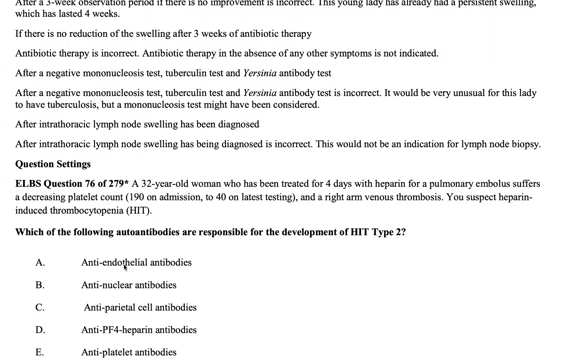 After a 3-week observation period if there is no improvement is incorrect. This young lady has already had a persistent swelling,
which has lasted 4 weeks.
If there is no reduction of the swelling after 3 weeks of antibiotic therapy
Antibiotic therapy is incorrect. Antibiotic therapy in the absence of any other symptoms is not indicated.
After a negative mononucleosis test, tuberculin test and Yersinia antibody test
After a negative mononucleosis test, tuberculin test and Yersinia antibody test is incorrect. It would be very unusual for this lady
to have tuberculosis, but a mononucleosis test might have been considered.
After intrathoracic lymph node swelling has been diagnosed
After intrathoracic lymph node swelling has being diagnosed is incorrect. This would not be an indication for lymph node biopsy.
Question Settings
ELBS Question 76 of 279* A 32-year-old woman who has been treated for 4 days with heparin for a pulmonary embolus suffers
a decreasing platelet count (190 on admission, to 40 on latest testing), and a right arm venous thrombosis. You suspect heparin-
induced thrombocytopenia (HIT).
Which of the following autoantibodies are responsible for the development of HIT Type 2?
A. Anti-endothelial antibodies
B. Anti-nuclear antibodies
C. Anti-parietal cell antibodies
D. Anti-PF4-heparin antibodies
E. Anti-platelet antibodies